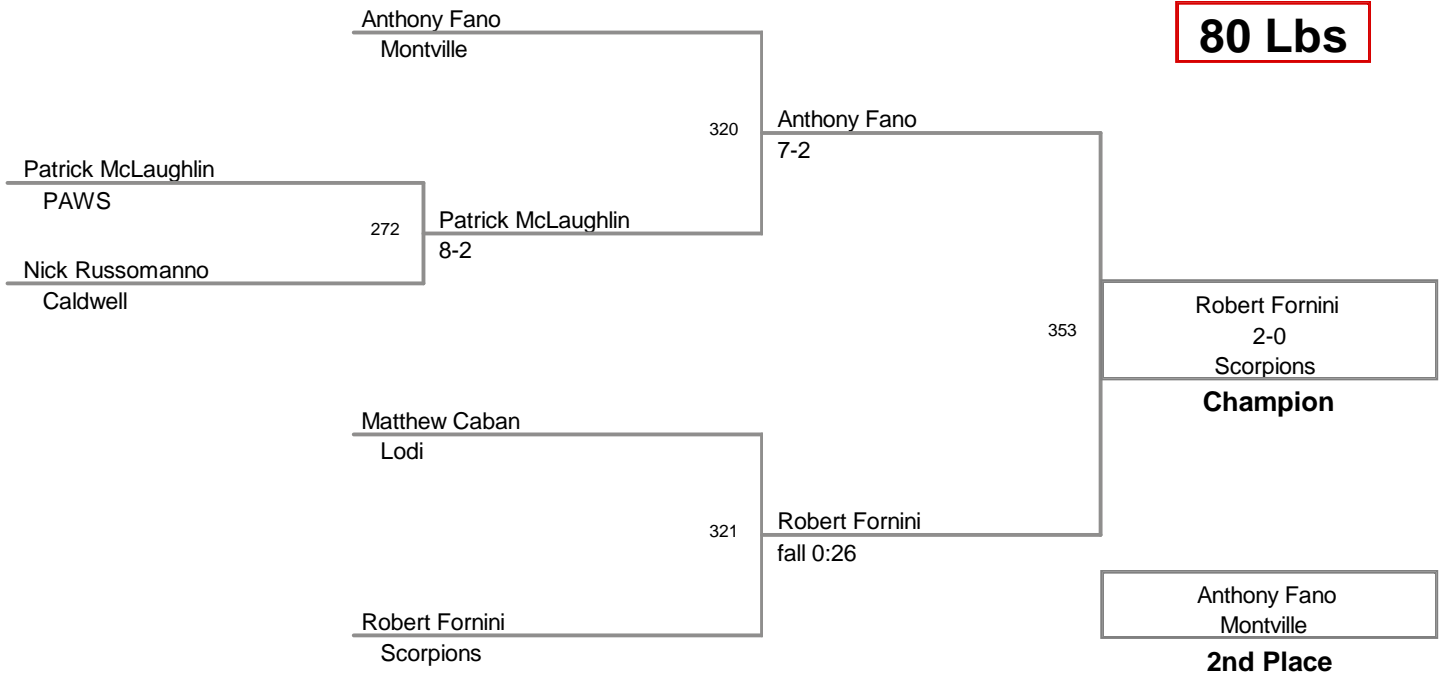 80 Lbs
Anthony Fano
Montville
320
Anthony Fano
7-2
Patrick McLaughlin
PAWS
272
Patrick McLaughlin
8-2
Nick Russomanno
Caldwell
353
Robert Fornini
2-0
Scorpions
Champion
Matthew Caban
Lodi
321
Robert Fornini
fall 0:26
Robert Fornini
Scorpions
Anthony Fano
Montville
2nd Place